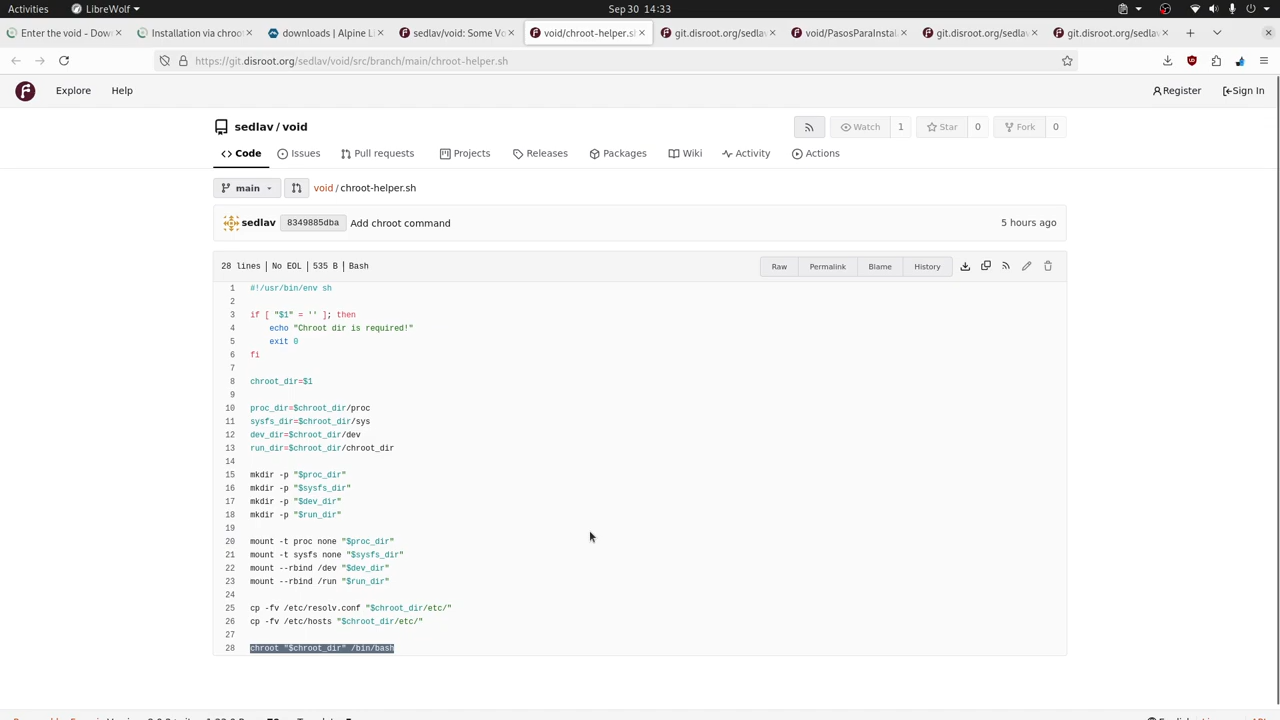 Activities LibreWolf Sep 30 14:33
Enter the void - Dow Installation via chroot downloads | Alpine Li sedlav/void: Some Vo void/chroot-helper.sh git.disroot.org/sedlav void/PasosParaInstal git.disroot.org/sedlav git.disroot.org/sedlav
https://git.disroot.org/sedlav/void/src/branch/main/chroot-helper.sh
Explore Help Register Sign In
sedlav / void Watch 1 Star 0 Fork 0
Code Issues Pull requests Projects Releases Packages Wiki Activity Actions
main void / chroot-helper.sh
sedlav 8349885dba Add chroot command 5 hours ago
28 lines | No EOL | 535 B | Bash Raw Permalink Blame History
1 #!/usr/bin/env sh
2
3 if [ "$1" = '' ]; then
4 echo "Chroot dir is required!"
5 exit 0
6 fi
7
8 chroot_dir=$1
9
10 proc_dir=$chroot_dir/proc
11 sysfs_dir=$chroot_dir/sys
12 dev_dir=$chroot_dir/dev
13 run_dir=$chroot_dir/chroot_dir
14
15 mkdir -p "$proc_dir"
16 mkdir -p "$sysfs_dir"
17 mkdir -p "$dev_dir"
18 mkdir -p "$run_dir"
19
20 mount -t proc none "$proc_dir"
21 mount -t sysfs none "$sysfs_dir"
22 mount --rbind /dev "$dev_dir"
23 mount --rbind /run "$run_dir"
24
25 cp -fv /etc/resolv.conf "$chroot_dir/etc/"
26 cp -fv /etc/hosts "$chroot_dir/etc/"
27
28 chroot "$chroot_dir" /bin/bash